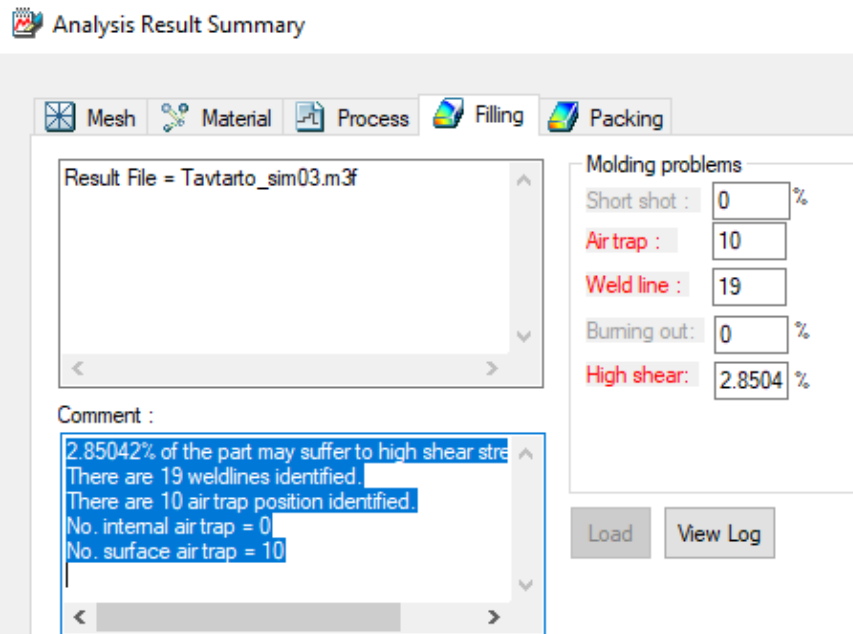 Analysis Result Summary
Mesh Material Process Filling Packing
Result File = Tavtarto_sim03.m3f
Molding problems
Short shot : 0 %
Air trap : 10
Weld line : 19
Burning out: 0 %
High shear: 2.8504 %
Comment :
2.85042% of the part may suffer to high shear stre
There are 19 weldlines identified.
There are 10 air trap position identified.
No. internal air trap = 0
No. surface air trap = 10
Load View Log